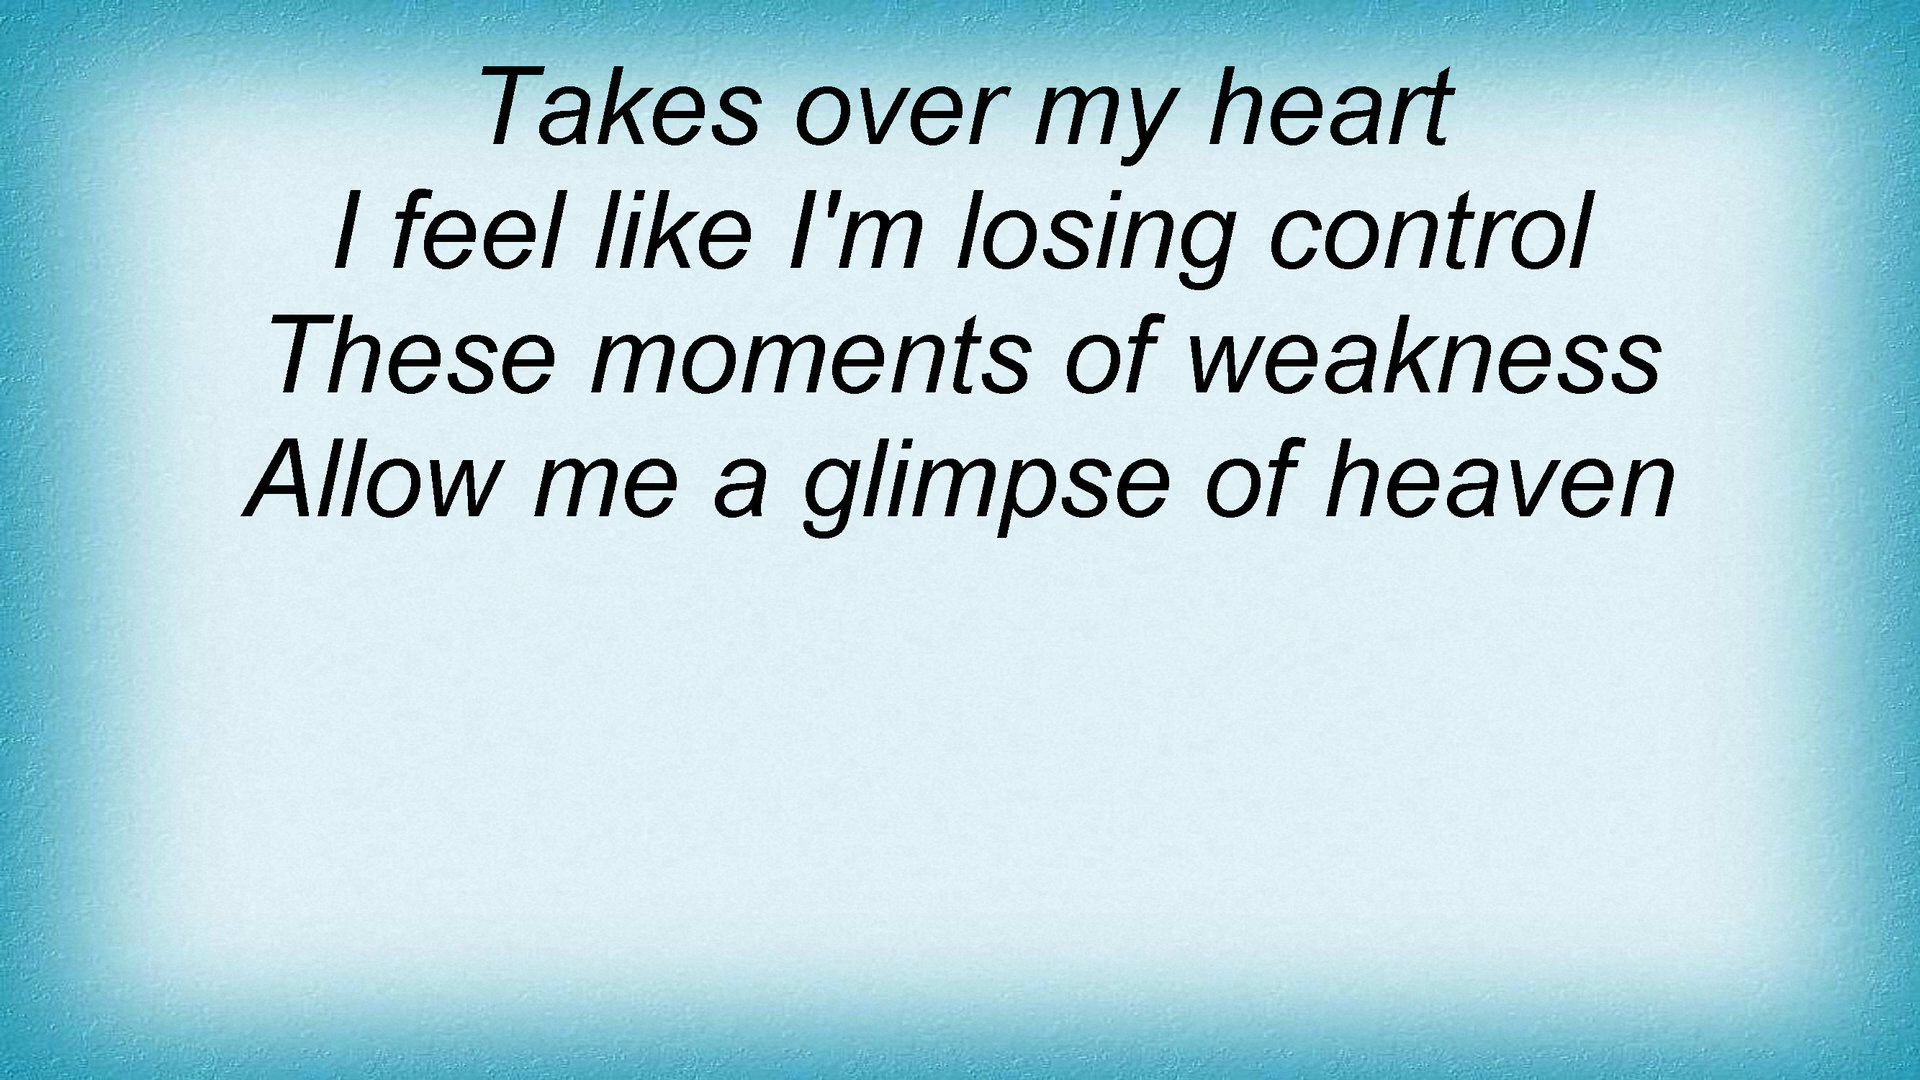 Takes over my heart
I feel like I'm losing control
These moments of weakness
Allow me a glimpse of heaven